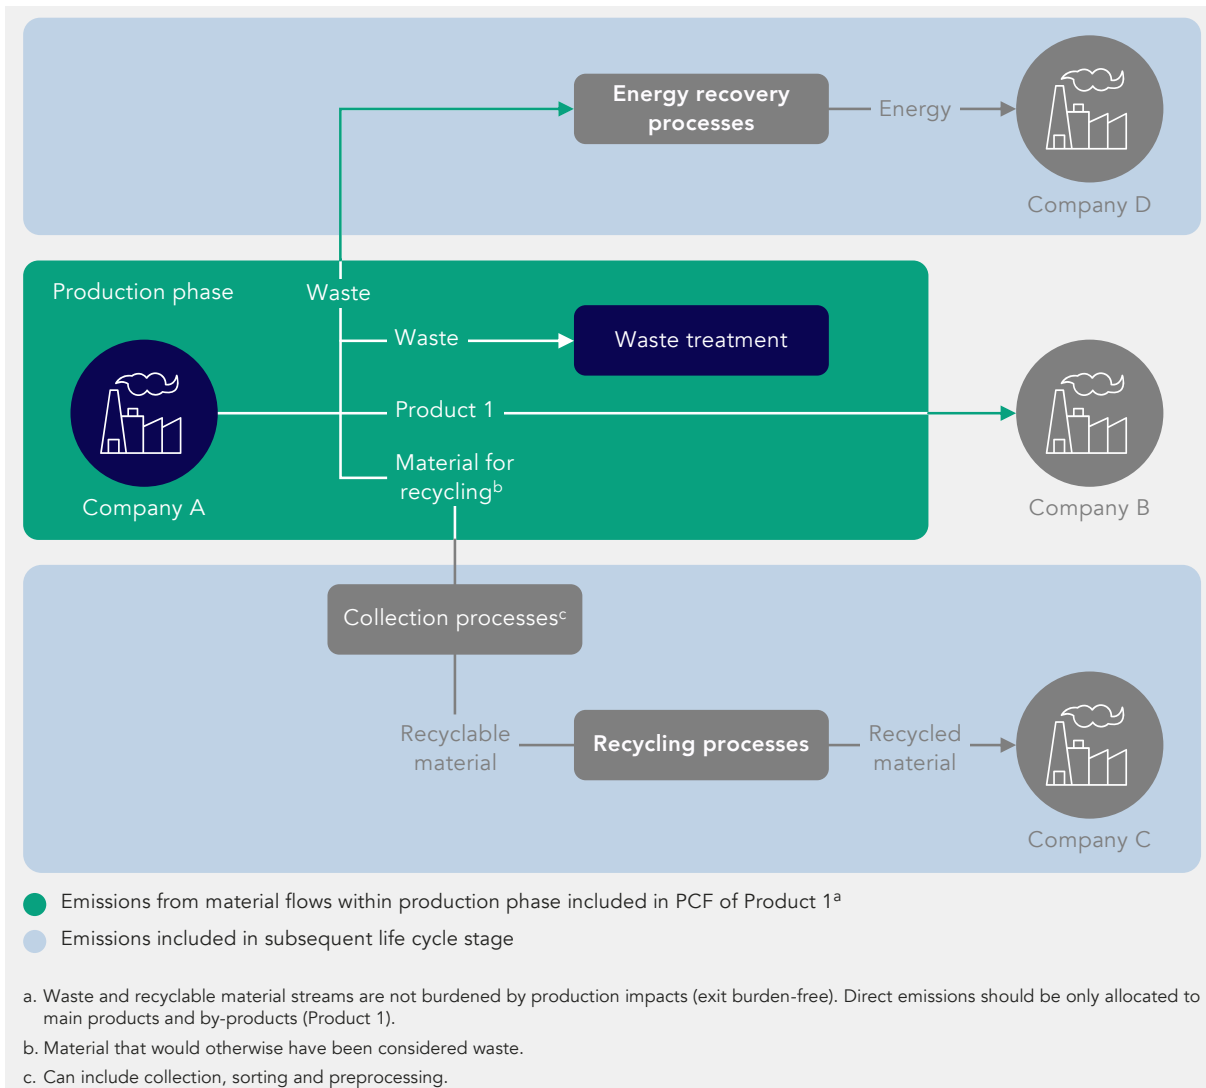 Energy recovery
processes
Energy
Company D
Production phase
Waste
Waste
Waste treatment
Product 1
Material for
recyclingᵇ
Company A
Company B
Collection processesᶜ
Recyclable
material
Recycling processes
Recycled
material
Company C
Emissions from material flows within production phase included in PCF of Product 1ᵃ
Emissions included in subsequent life cycle stage
a. Waste and recyclable material streams are not burdened by production impacts (exit burden-free). Direct emissions should be only allocated to
main products and by-products (Product 1).
b. Material that would otherwise have been considered waste.
c. Can include collection, sorting and preprocessing.